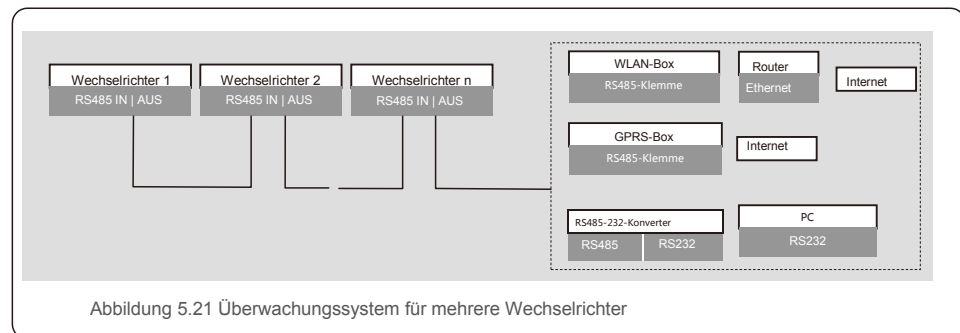 Wechselrichter 1
RS485 IN | AUS
Wechselrichter 2
RS485 IN | AUS
Wechselrichter n
RS485 IN | AUS
WLAN-Box
RS485-Klemme
Router
Ethernet
Internet
GPRS-Box
RS485-Klemme
Internet
RS485-232-Konverter
RS485
RS232
PC
RS232
Abbildung 5.21 Überwachungssystem für mehrere Wechselrichter